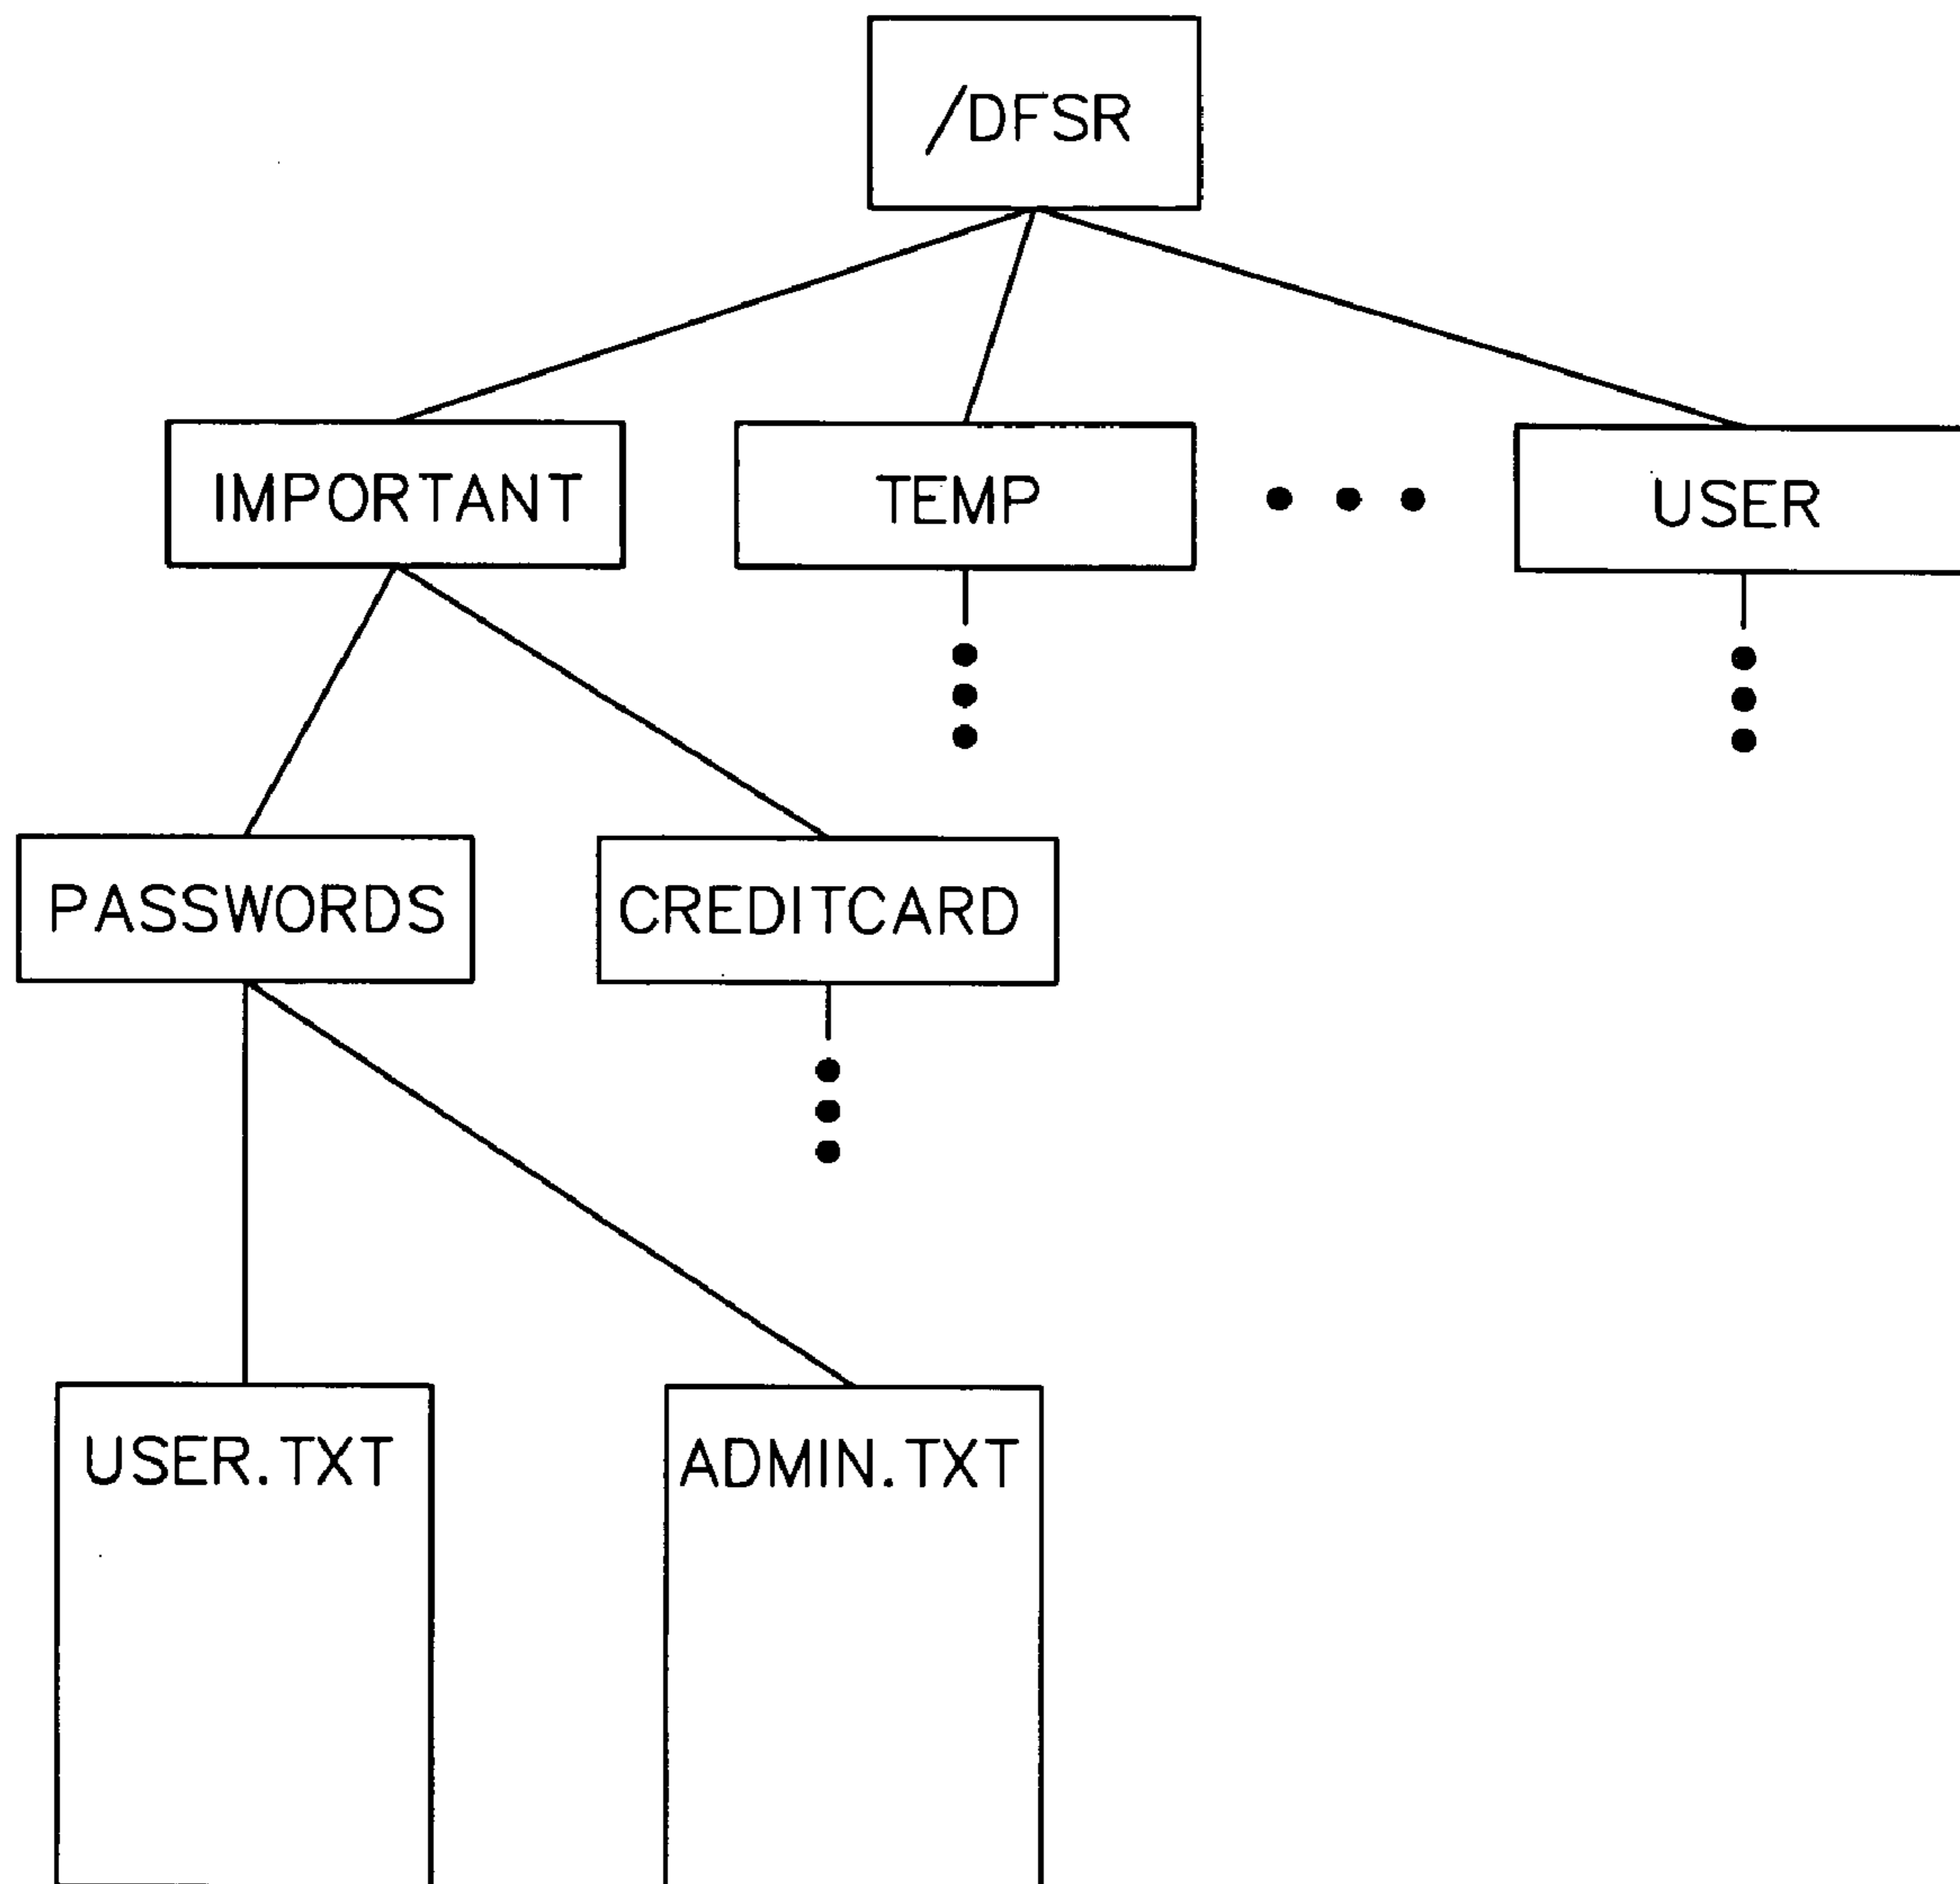 /DFSR
IMPORTANT
TEMP
USER
PASSWORDS
CREDITCARD
USER.TXT
ADMIN.TXT